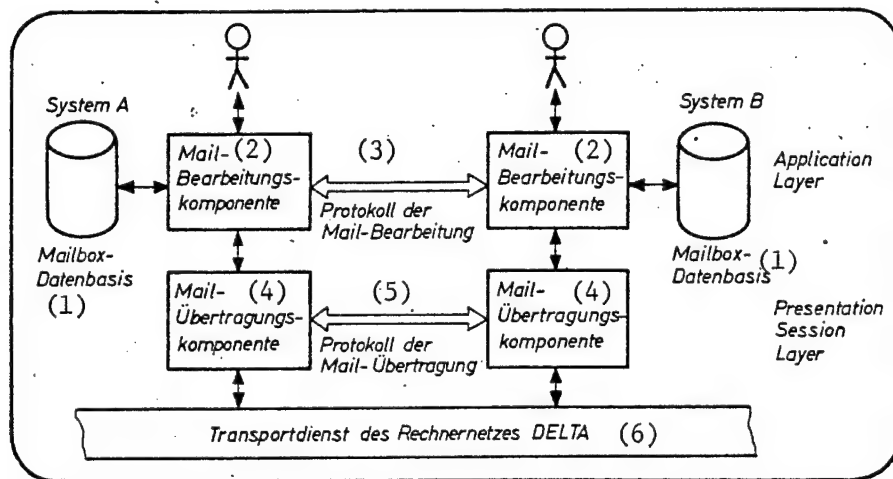 System A
System B
Mail- (2)
Bearbeitungs-
komponente
(3)
Protokoll der
Mail-Bearbeitung
Mail- (2)
Bearbeitungs-
komponente
Application
Layer
Mailbox-
Datenbasis
(1)
Mailbox-
Datenbasis (1)
Mail- (4)
Übertragungs-
komponente
(5)
Protokoll der
Mail-Übertragung
Mail- (4)
Übertragungs-
komponente
Presentation
Session
Layer
Transportdienst des Rechnernetzes DELTA (6)